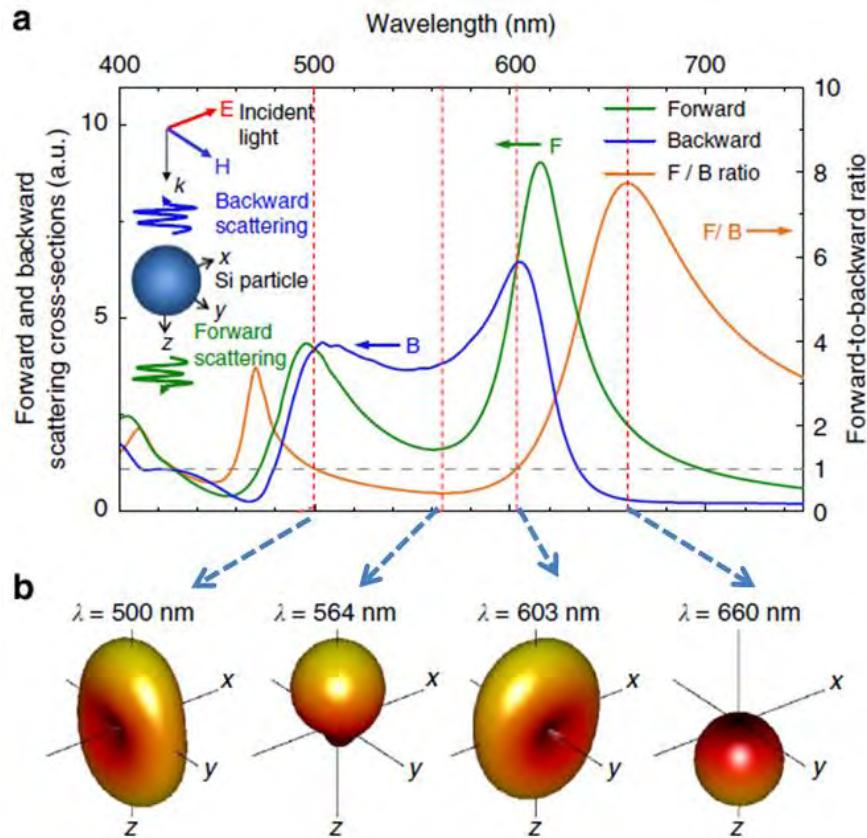 a
Wavelength (nm)
400 500 600 700
10
5
0
Forward and backward
scattering cross-sections (a.u.)
10
8
6
4
2
1
0
Forward-to-backward ratio
E Incident
light
H
k
Backward
scattering
x
Si particle
y
z
Forward
scattering
B
F
Forward
Backward
F / B ratio
F/ B
b
λ = 500 nm λ = 564 nm λ = 603 nm λ = 660 nm
x x x x
y y y y
z z z z